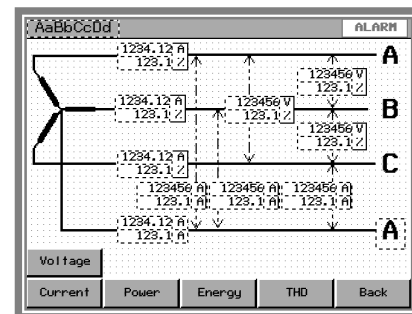 AaBbCcDd ALARM
1234.12 A
123.1 % A
123456 V
123.1 %
1234.12 A 123456 V B
123.1 % 123.1 %
123456 V
123.1 %
1234.12 A C
123.1 %
123456 A 123456 A 123456 A
123.1 A 123.1 A 123.1 A
1234.12 A
123.1 % A
Voltage
Current Power Energy THD Back